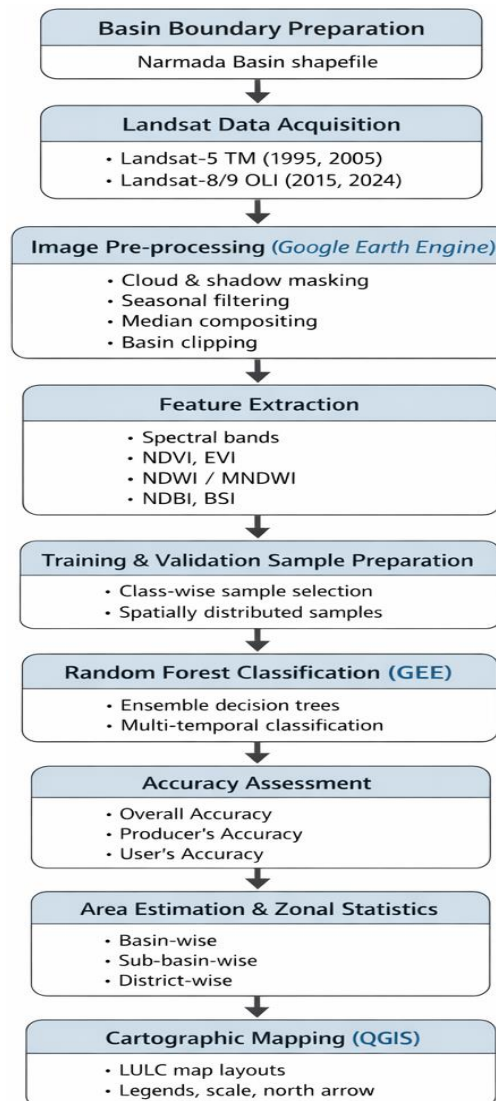 Basin Boundary Preparation
Narmada Basin shapefile
Landsat Data Acquisition
• Landsat-5 TM (1995, 2005)
• Landsat-8/9 OLI (2015, 2024)
Image Pre-processing (Google Earth Engine)
• Cloud & shadow masking
• Seasonal filtering
• Median compositing
• Basin clipping
Feature Extraction
• Spectral bands
• NDVI, EVI
• NDWI / MNDWI
• NDBI, BSI
Training & Validation Sample Preparation
• Class-wise sample selection
• Spatially distributed samples
Random Forest Classification (GEE)
• Ensemble decision trees
• Multi-temporal classification
Accuracy Assessment
• Overall Accuracy
• Producer's Accuracy
• User's Accuracy
Area Estimation & Zonal Statistics
• Basin-wise
• Sub-basin-wise
• District-wise
Cartographic Mapping (QGIS)
• LULC map layouts
• Legends, scale, north arrow